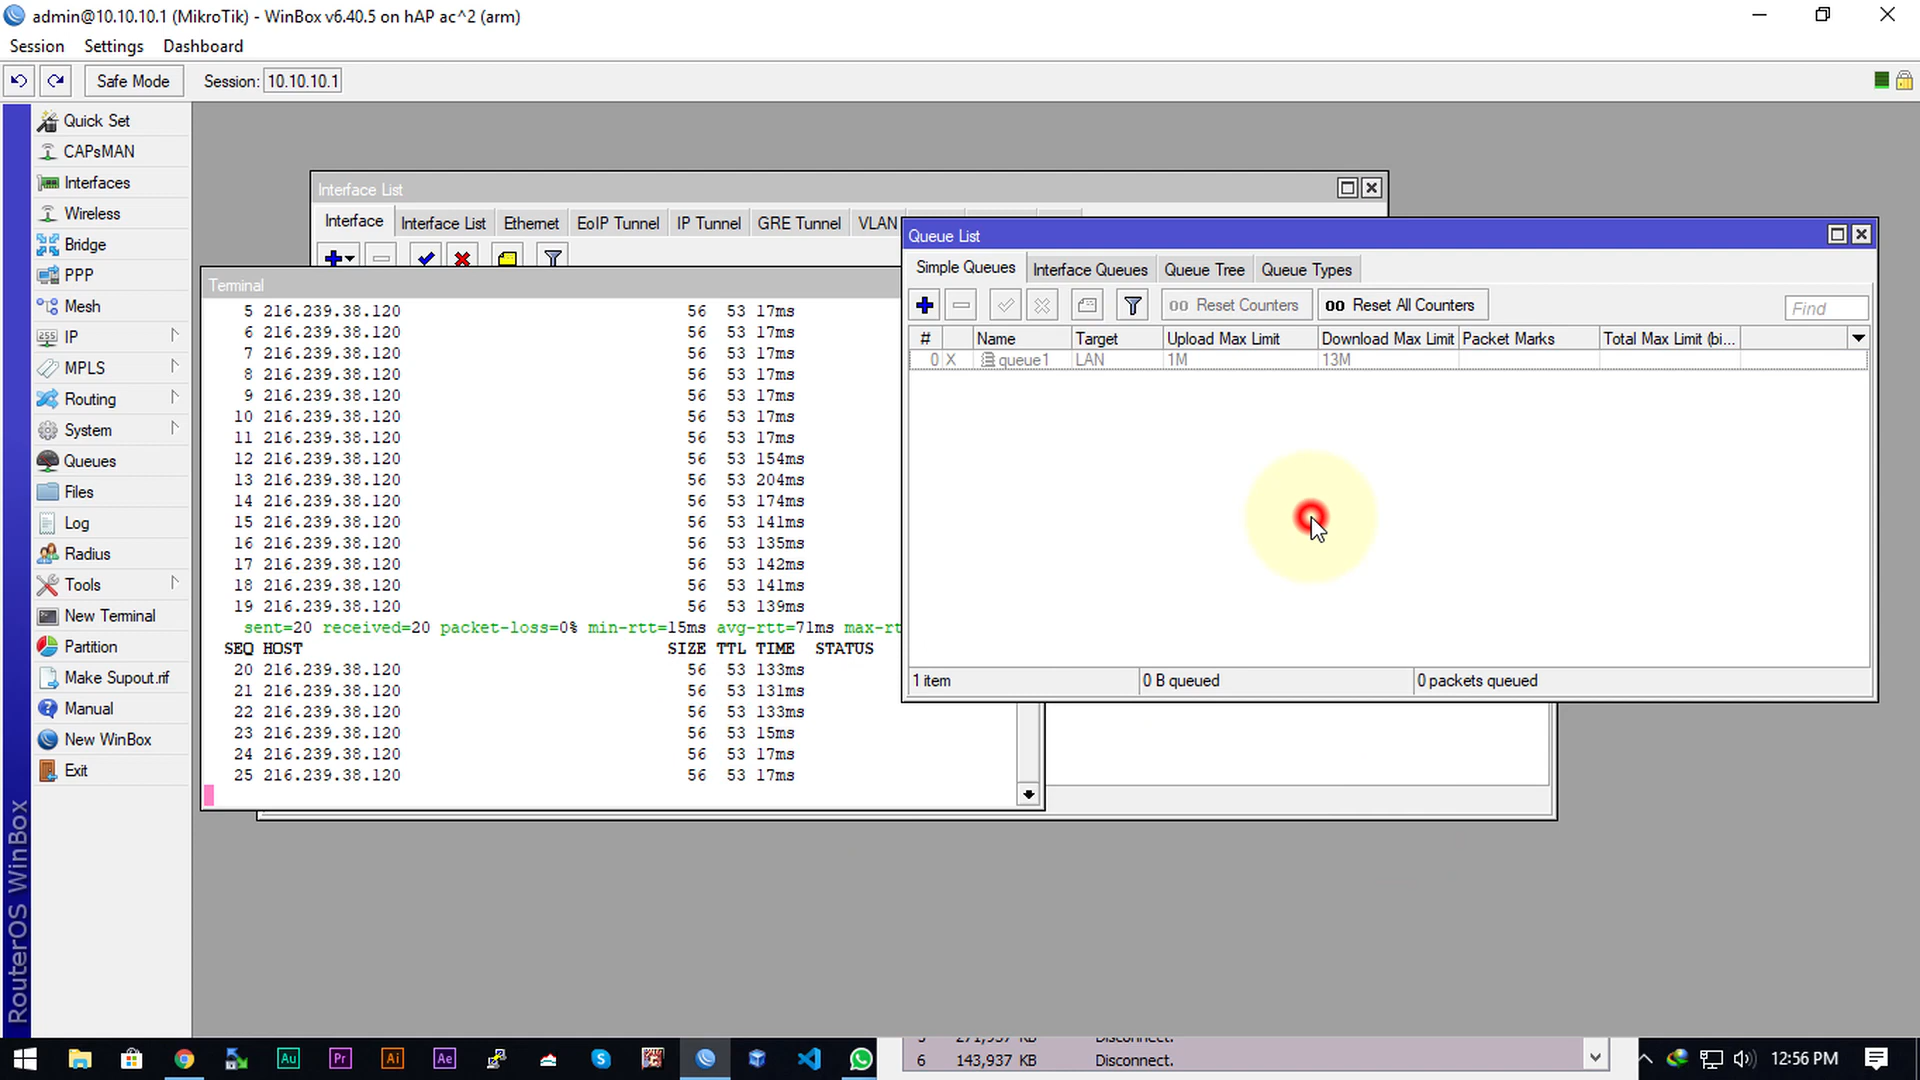 admin@10.10.10.1 (MikroTik) - WinBox v6.40.5 on hAP ac^2 (arm)
Session Settings Dashboard
Safe Mode Session: 10.10.10.1
Quick Set
CAPsMAN
Interfaces
Wireless
Bridge
PPP
Mesh
255 IP
MPLS
Routing
System
Queues
Files
Log
Radius
Tools
New Terminal
Partition
Make Supout.rif
Manual
New WinBox
Exit
RouterOS WinBox
Interface List
Interface Interface List Ethernet EoIP Tunnel IP Tunnel GRE Tunnel VLAN
Terminal
5 216.239.38.120 56 53 17ms
6 216.239.38.120 56 53 17ms
7 216.239.38.120 56 53 17ms
8 216.239.38.120 56 53 17ms
9 216.239.38.120 56 53 17ms
10 216.239.38.120 56 53 17ms
11 216.239.38.120 56 53 17ms
12 216.239.38.120 56 53 154ms
13 216.239.38.120 56 53 204ms
14 216.239.38.120 56 53 174ms
15 216.239.38.120 56 53 141ms
16 216.239.38.120 56 53 135ms
17 216.239.38.120 56 53 142ms
18 216.239.38.120 56 53 141ms
19 216.239.38.120 56 53 139ms
sent=20 received=20 packet-loss=0% min-rtt=15ms avg-rtt=71ms max-rt
SEQ HOST SIZE TTL TIME STATUS
20 216.239.38.120 56 53 133ms
21 216.239.38.120 56 53 131ms
22 216.239.38.120 56 53 133ms
23 216.239.38.120 56 53 15ms
24 216.239.38.120 56 53 17ms
25 216.239.38.120 56 53 17ms
Queue List
Simple Queues Interface Queues Queue Tree Queue Types
00 Reset Counters 00 Reset All Counters Find
# Name Target Upload Max Limit Download Max Limit Packet Marks Total Max Limit (bi...
0 X queue1 LAN 1M 13M
1 item 0 B queued 0 packets queued
Au Pr Ai Ae
271,937 KB Disconnect.
6 143,937 KB Disconnect.
12:56 PM